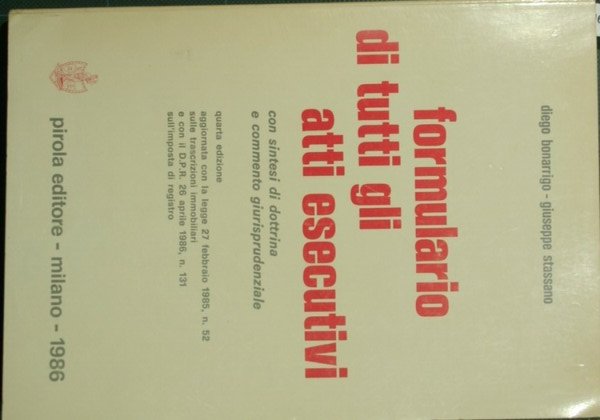 diego bonarrigo - giuseppe stassano
formulario
di tutti gli
atti esecutivi
con sintesi di dottrina
e commento giurisprudenziale
quarta edizione
aggiornata con la legge 27 febbraio 1985, n. 52
sulle trascrizioni immobiliari
e con il D.P.R. 26 aprile 1986, n. 131
sull'imposta di registro
pirola editore - milano - 1986